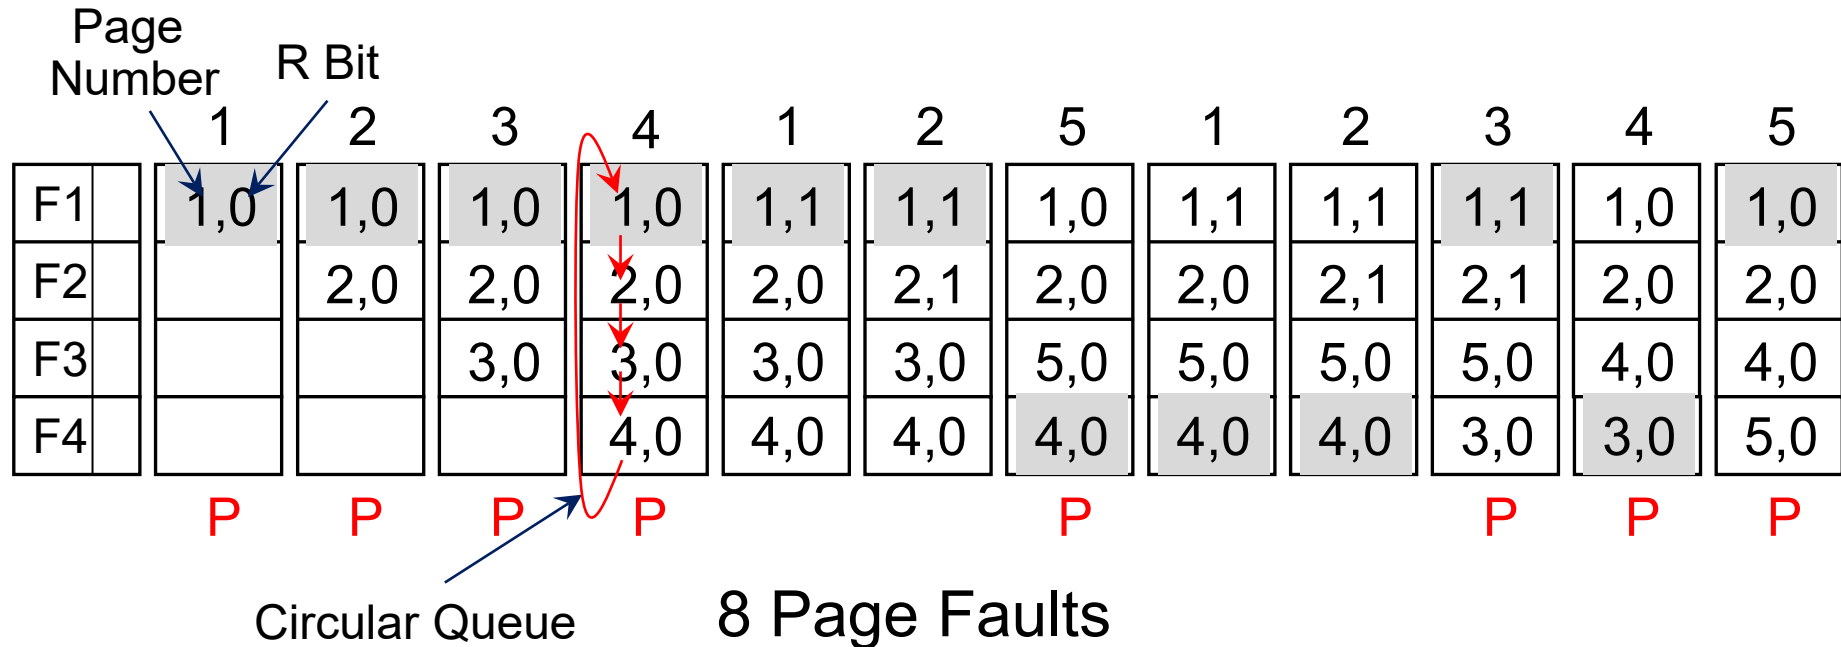 Page
Number
R Bit
1 2 3 4 1 2 5 1 2 3 4 5
F1 1,0 1,0 1,0 1,0 1,1 1,1 1,0 1,1 1,1 1,1 1,0 1,0
F2 2,0 2,0 2,0 2,0 2,1 2,0 2,0 2,1 2,1 2,0 2,0
F3 3,0 3,0 3,0 3,0 5,0 5,0 5,0 5,0 4,0 4,0
F4 4,0 4,0 4,0 4,0 4,0 4,0 3,0 3,0 5,0
P P P P P P P P
Circular Queue
8 Page Faults